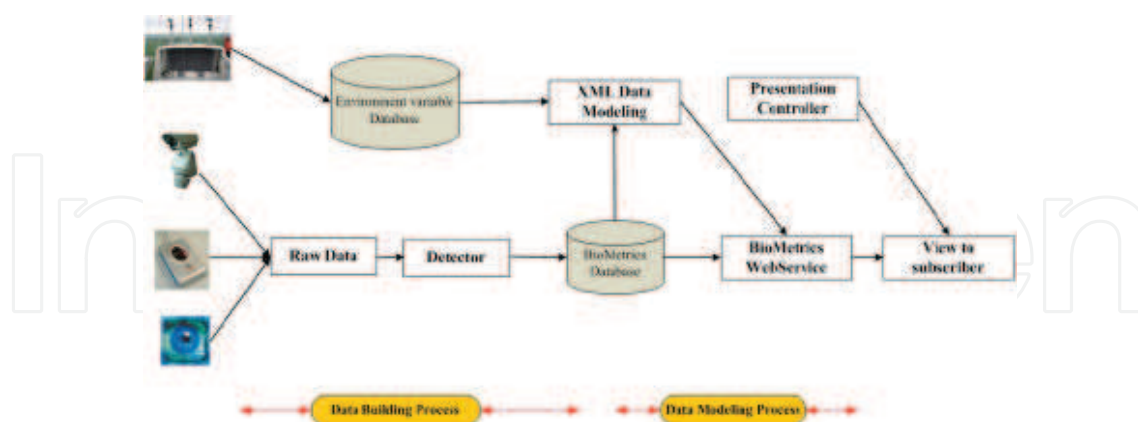 Environment variable
Database
XML Data
Modeling
Presentation
Controller
Raw Data
Detector
BioMetrics
Database
BioMetrics
WebService
View to
subscriber
Data Building Process
Data Modeling Process